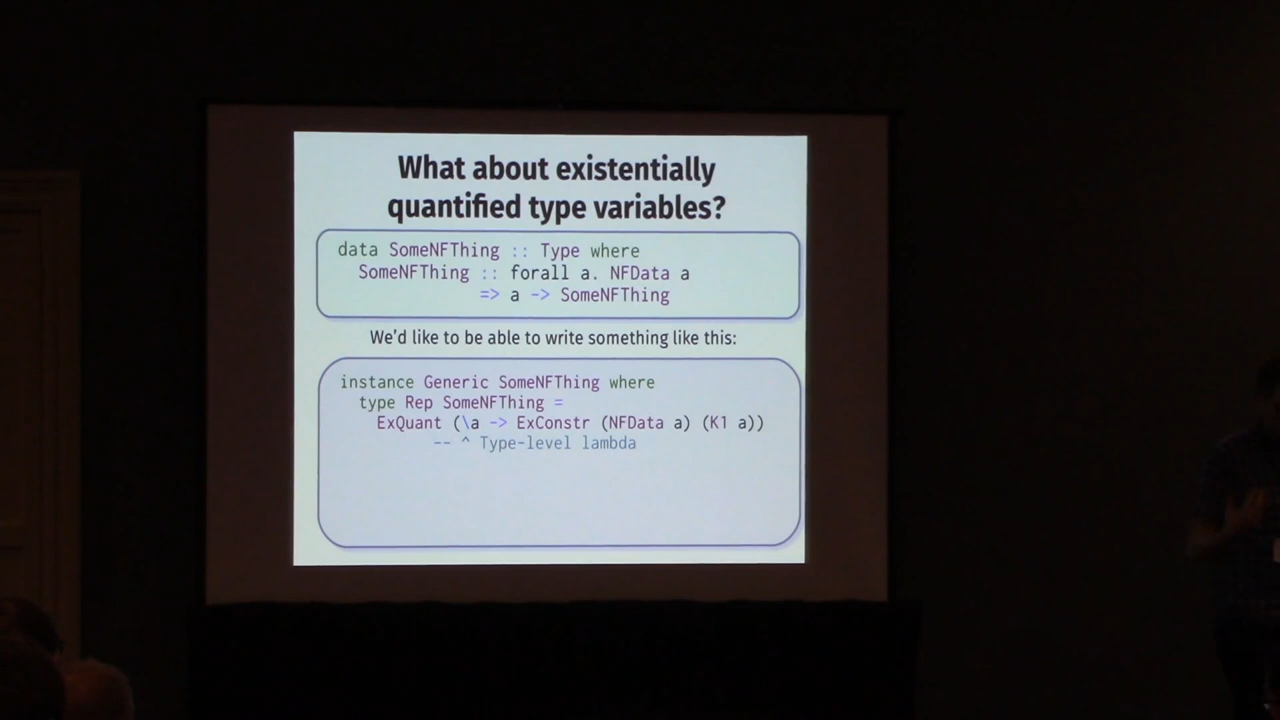 What about existentially
quantified type variables?
data SomeNFThing :: Type where
SomeNFThing :: forall a. NFData a
=> a -> SomeNFThing
We'd like to be able to write something like this:
instance Generic SomeNFThing where
type Rep SomeNFThing =
ExQuant (\a -> ExConstr (NFData a) (K1 a))
-- ^ Type-level lambda